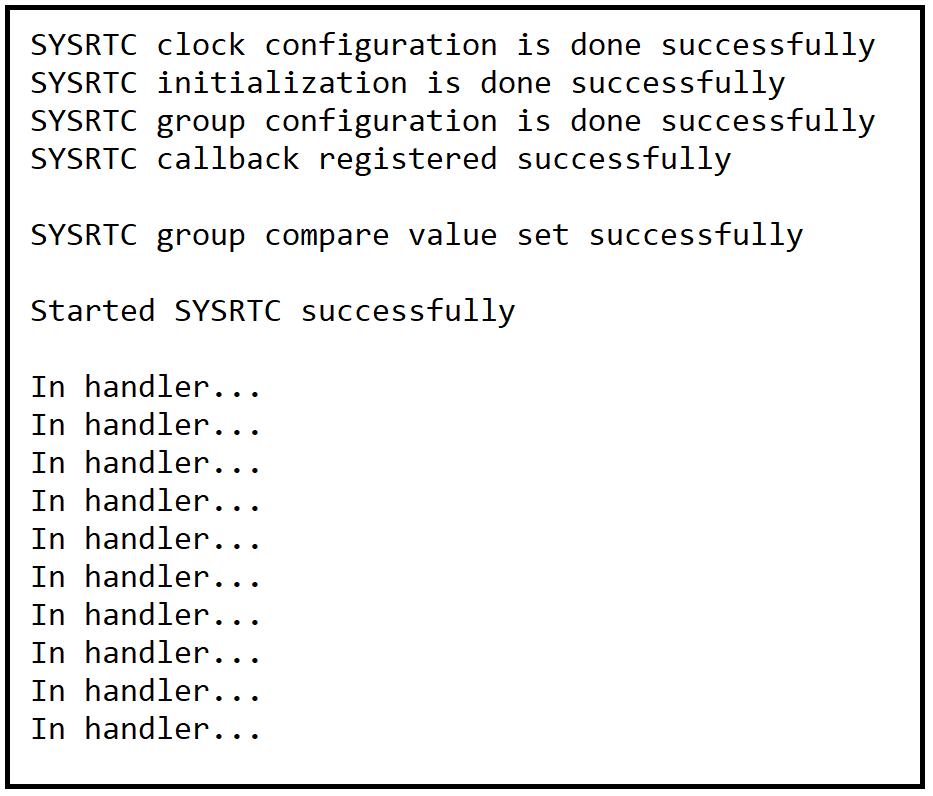 SYSRTC clock configuration is done successfully
SYSRTC initialization is done successfully
SYSRTC group configuration is done successfully
SYSRTC callback registered successfully
SYSRTC group compare value set successfully
Started SYSRTC successfully
In handler...
In handler...
In handler...
In handler...
In handler...
In handler...
In handler...
In handler...
In handler...
In handler...